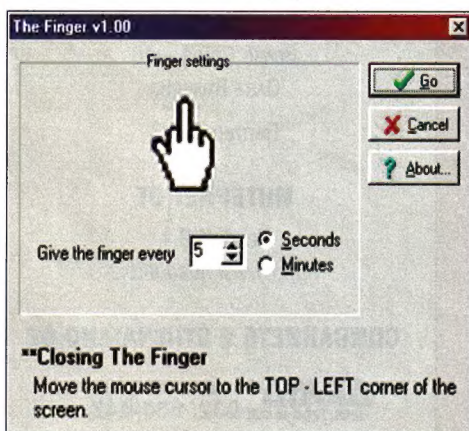 The Finger v1.00
Finger settings
Go
Cancel
About...
Give the finger every 5 Seconds
Minutes
**Closing The Finger
Move the mouse cursor to the TOP - LEFT corner of the
screen.